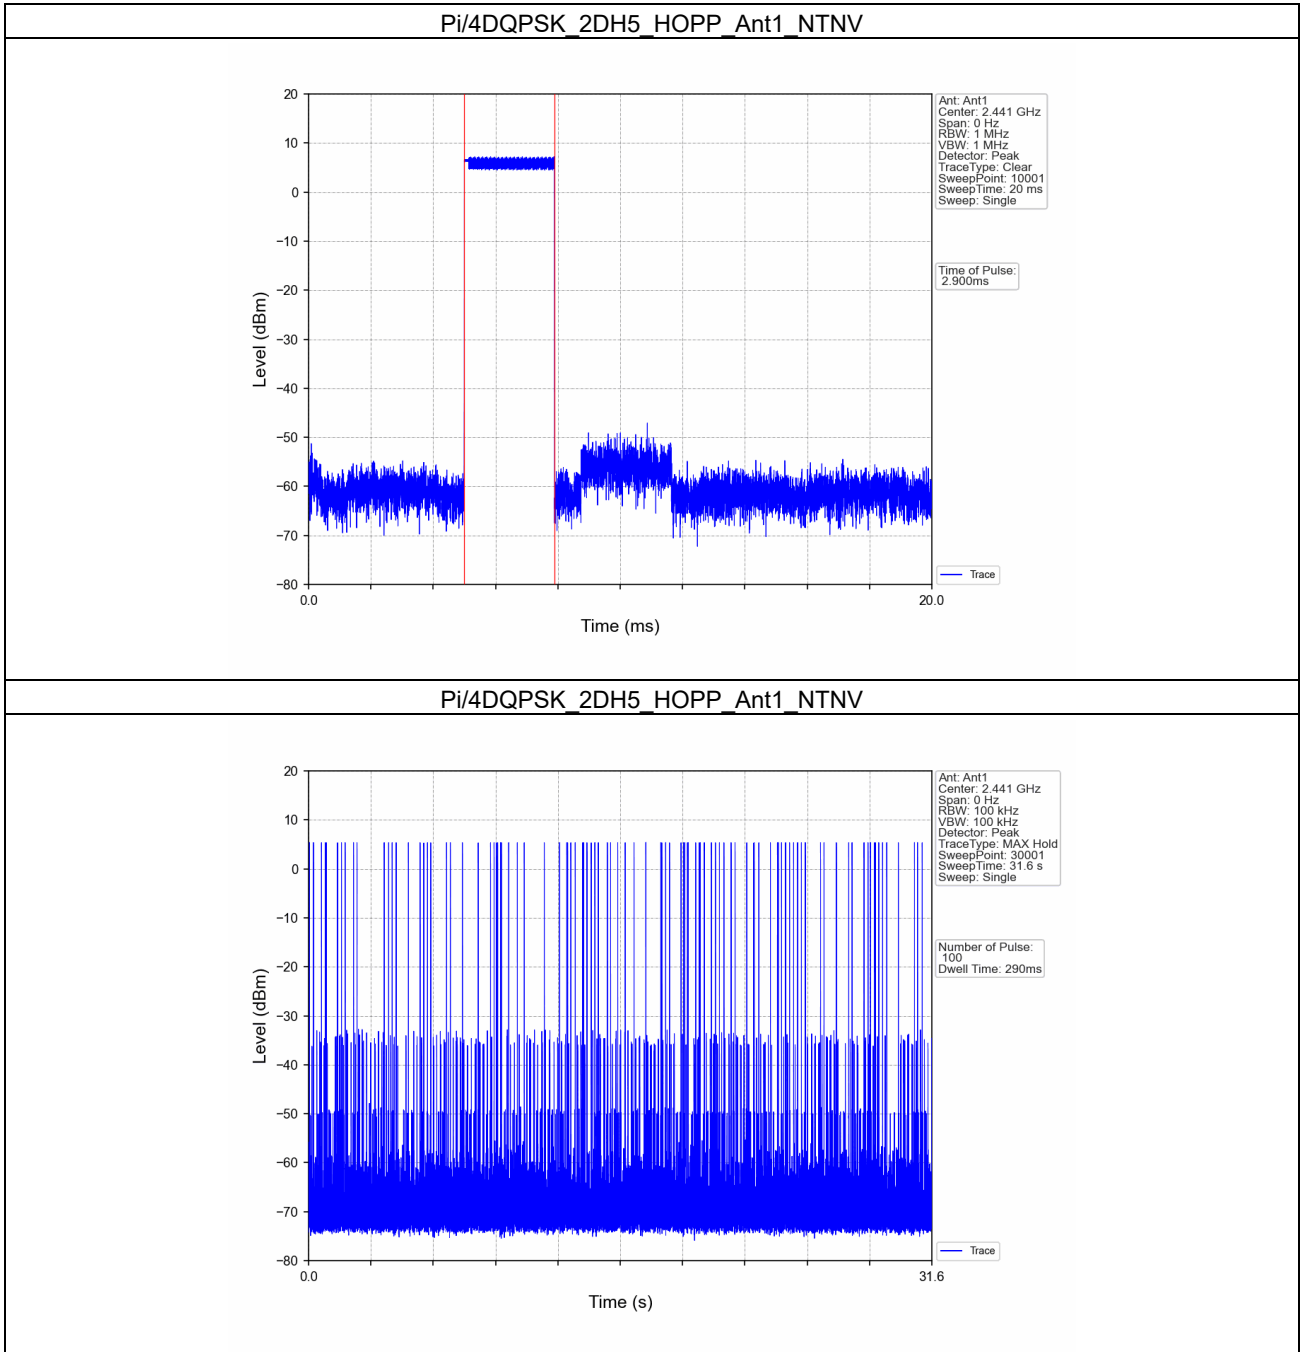 Pi/4DQPSK_2DH5_HOPP_Ant1_NTNV
20
10
0
−10
−20
−30
−40
−50
−60
−70
−80
Level (dBm)
0.0
20.0
Time (ms)
Ant: Ant1
Center: 2.441 GHz
Span: 0 Hz
RBW: 1 MHz
VBW: 1 MHz
Detector: Peak
TraceType: Clear
SweepPoint: 10001
SweepTime: 20 ms
Sweep: Single
Time of Pulse:
2.900ms
Trace
Pi/4DQPSK_2DH5_HOPP_Ant1_NTNV
20
10
0
−10
−20
−30
−40
−50
−60
−70
−80
Level (dBm)
0.0
31.6
Time (s)
Ant: Ant1
Center: 2.441 GHz
Span: 0 Hz
RBW: 100 kHz
VBW: 100 kHz
Detector: Peak
TraceType: MAX Hold
SweepPoint: 30001
SweepTime: 31.6 s
Sweep: Single
Number of Pulse:
100
Dwell Time: 290ms
Trace